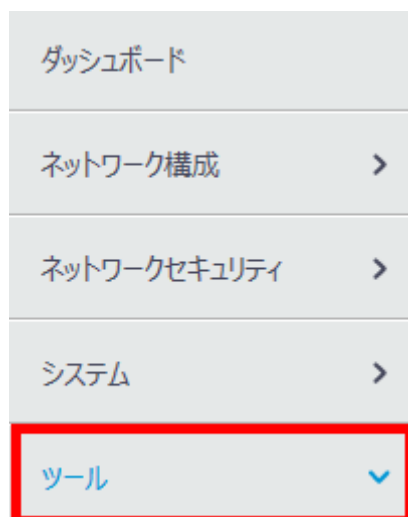 ダッシュボード
ネットワーク構成
ネットワークセキュリティ
システム
ツール